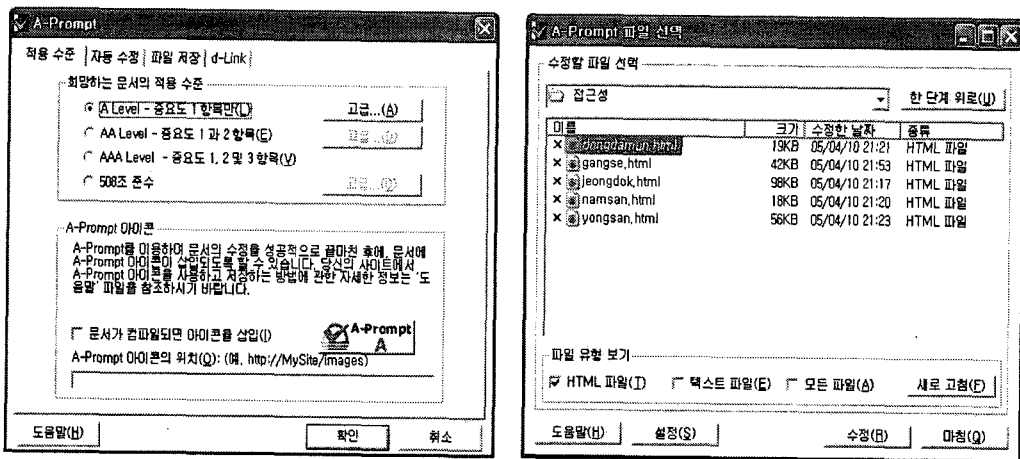 A-Prompt
적용 수준 자동 수정 파일 저장 d-Link
희망하는 문서의 적용 수준
A Level - 중요도 1 항목만(L) 고급...(A)
AA Level - 중요도 1 과 2 항목(E) 고급...(D)
AAA Level - 중요도 1, 2 및 3 항목(V)
508조 준수 고급...(D)
A-Prompt 아이콘
A-Prompt를 이용하여 문서의 수정을 성공적으로 끝마친 후에, 문서에
A-Prompt 아이콘이 삽입되도록 할 수 있습니다. 당신의 사이트에서
A-Prompt 아이콘을 사용하고 저장하는 방법에 관한 자세한 정보는 '도
움말' 파일을 참조하시기 바랍니다.
문서가 컴파일되면 아이콘을 삽입(I)
A-Prompt
A
A-Prompt 아이콘의 위치(O): (예, http://MySite/images)
도움말(H) 확인 취소
A-Prompt 파일 선택
수정할 파일 선택
접근성 한 단계 위로(U)
이름 크기 수정한 날짜 종류
dongdamun.html 19KB 05/04/10 21:21 HTML 파일
gangse.html 42KB 05/04/10 21:53 HTML 파일
jeongdok.html 98KB 05/04/10 21:17 HTML 파일
namsan.html 18KB 05/04/10 21:20 HTML 파일
yongsan.html 56KB 05/04/10 21:23 HTML 파일
파일 유형 보기
HTML 파일(T) 텍스트 파일(E) 모든 파일(A) 새로 고침(F)
도움말(H) 설정(S) 수정(R) 마침(Q)